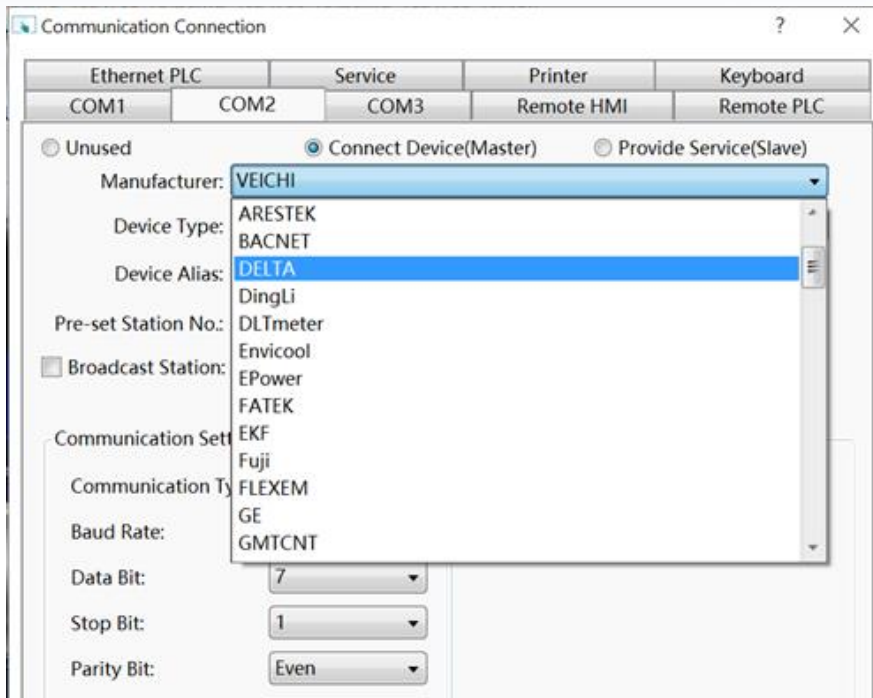 Communication Connection ? ×
Ethernet PLC Service Printer Keyboard
COM1 COM2 COM3 Remote HMI Remote PLC
Unused Connect Device(Master) Provide Service(Slave)
Manufacturer: VEICHI
ARESTEK
Device Type:
BACNET
Device Alias: DELTA
DingLi
Pre-set Station No.: DLTmeter
Envicool
Broadcast Station:
EPower
FATEK
Communication Sett EKF
Fuji
Communication Ty FLEXEM
GE
Baud Rate:
GMTCNT
Data Bit: 7
Stop Bit: 1
Parity Bit: Even